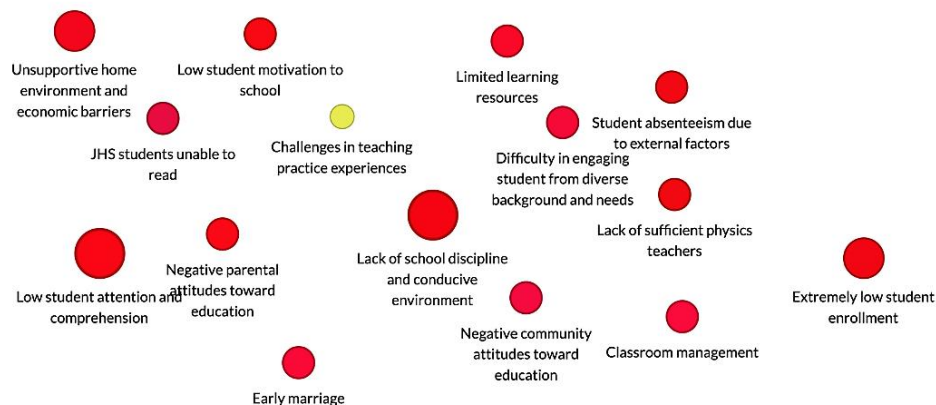 Unsupportive home
environment and
economic barriers
Low student motivation to
school
Limited learning
resources
Student absenteeism due
to external factors
JHS students unable to
read
Challenges in teaching
practice experiences
Difficulty in engaging
student from diverse
background and needs
Lack of sufficient physics
teachers
Low student attention and
comprehension
Negative parental
attitudes toward
education
Lack of school discipline
and conducive
environment
Extremely low student
enrollment
Negative community
attitudes toward
education
Classroom management
Early marriage